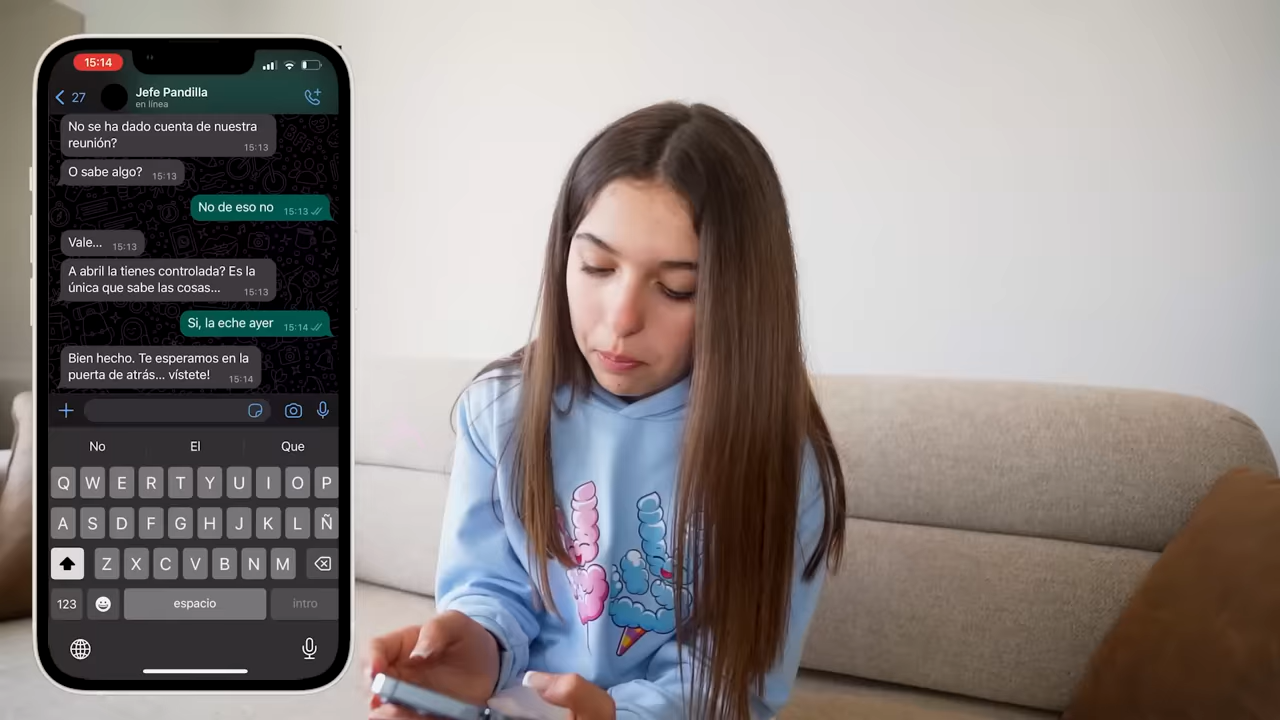 15:14
27
Jefe Pandilla
en línea
No se ha dado cuenta de nuestra
reunión?
15:13
O sabe algo? 15:13
No de eso no 15:13
Vale... 15:13
A abril la tienes controlada? Es la
única que sabe las cosas...
15:13
Si, la eche ayer 15:14
Bien hecho. Te esperamos en la
puerta de atrás... vístete!
15:14
No El Que
Q W E R T Y U I O P
A S D F G H J K L Ñ
Z X C V B N M
123 espacio intro